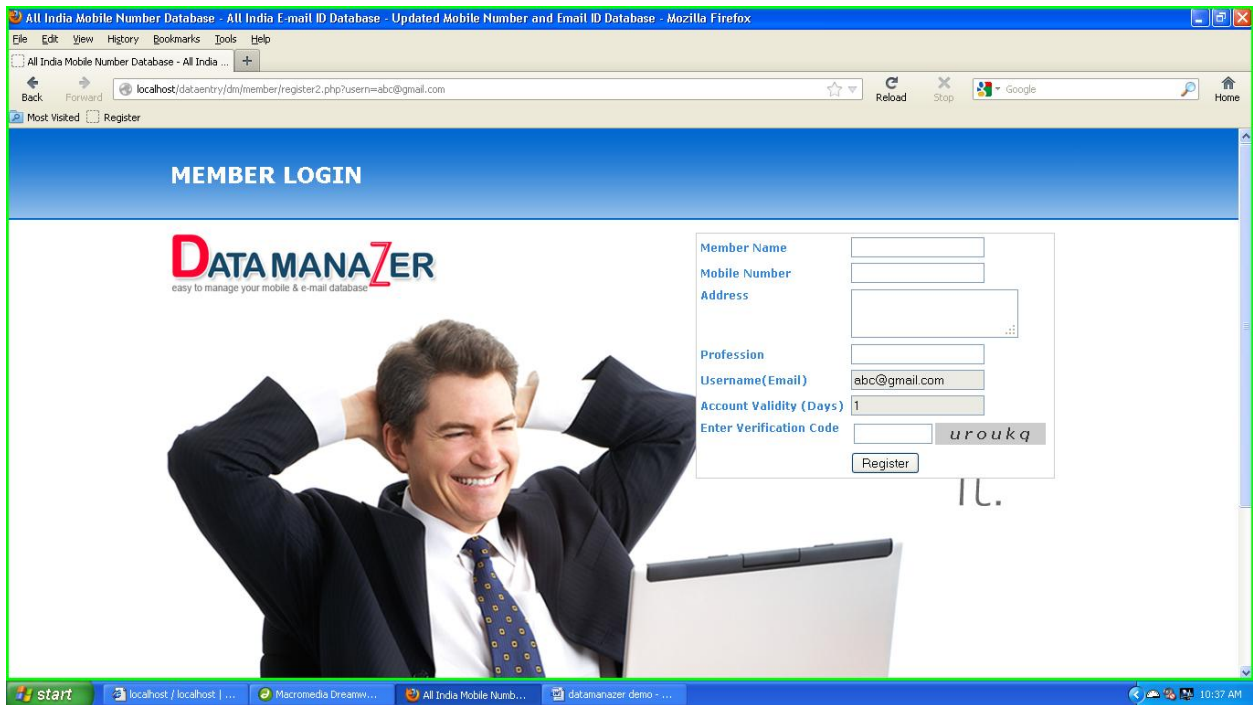 All India Mobile Number Database - All India E-mail ID Database - Updated Mobile Number and Email ID Database - Mozilla Firefox
File Edit View History Bookmarks Tools Help
All India Mobile Number Database - All India ... +
Back Forward localhost/dataentry/dm/member/register2.php?usern=abc@gmail.com Reload Stop Google Home
Most Visited Register
MEMBER LOGIN
DATA MANAZER
easy to manage your mobile & e-mail database
Member Name
Mobile Number
Address
Profession
Username(Email) abc@gmail.com
Account Validity (Days) 1
Enter Verification Code uroukq
Register
it.
start localhost / localhost | ... Macromedia Dreamw... All India Mobile Numb... datamanazer demo - ... 10:37 AM